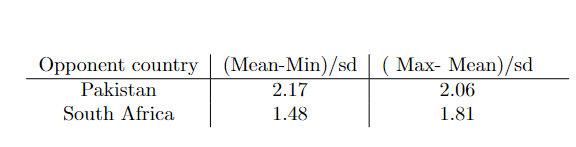 Opponent country (Mean-Min)/sd ( Max- Mean)/sd
Pakistan 2.17 2.06
South Africa 1.48 1.81